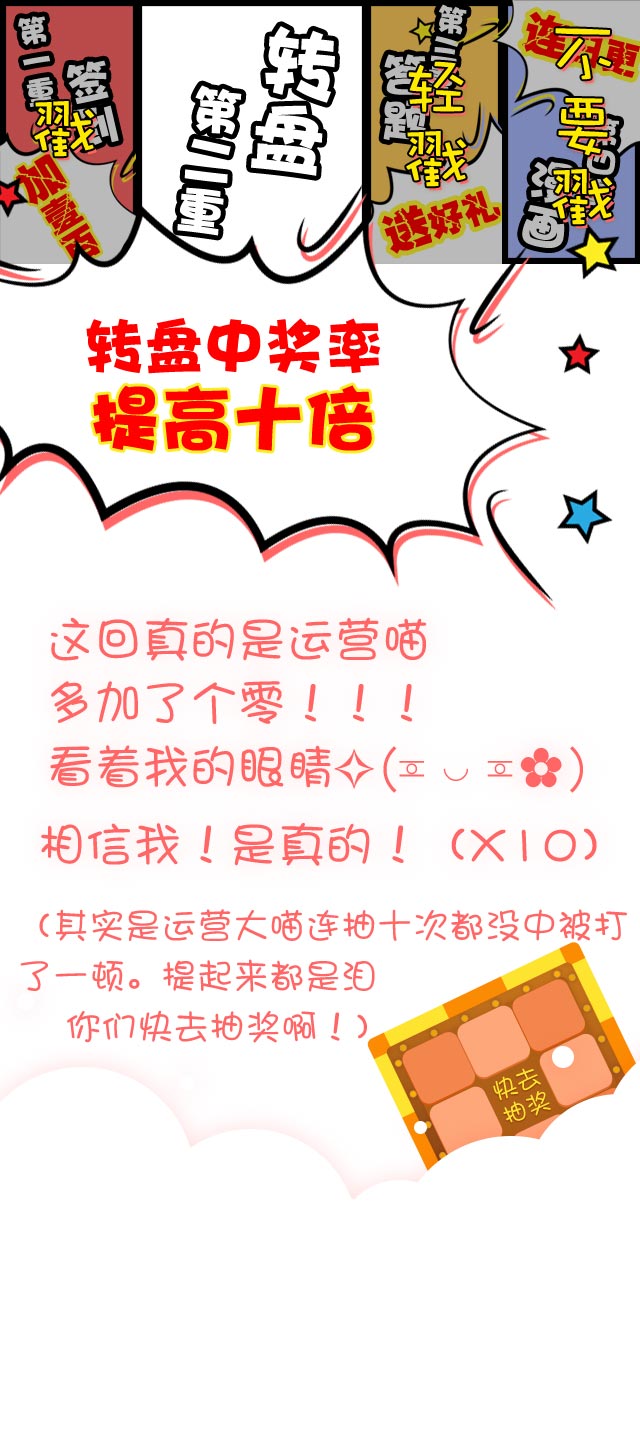 第一重
签到
戳
加喜币
第二重
转盘
第三重
答题
轻戳
送好礼
不要戳
漫画
转盘中奖率
提高十倍
这回真的是运营喵
多加了个零！！！
看着我的眼睛✧(≖ ◡ ≖✿)
相信我！是真的！（X10）
（其实是运营大喵连抽十次都没中被打
了一顿。提起来都是泪
你们快去抽奖啊！）
快去
抽奖